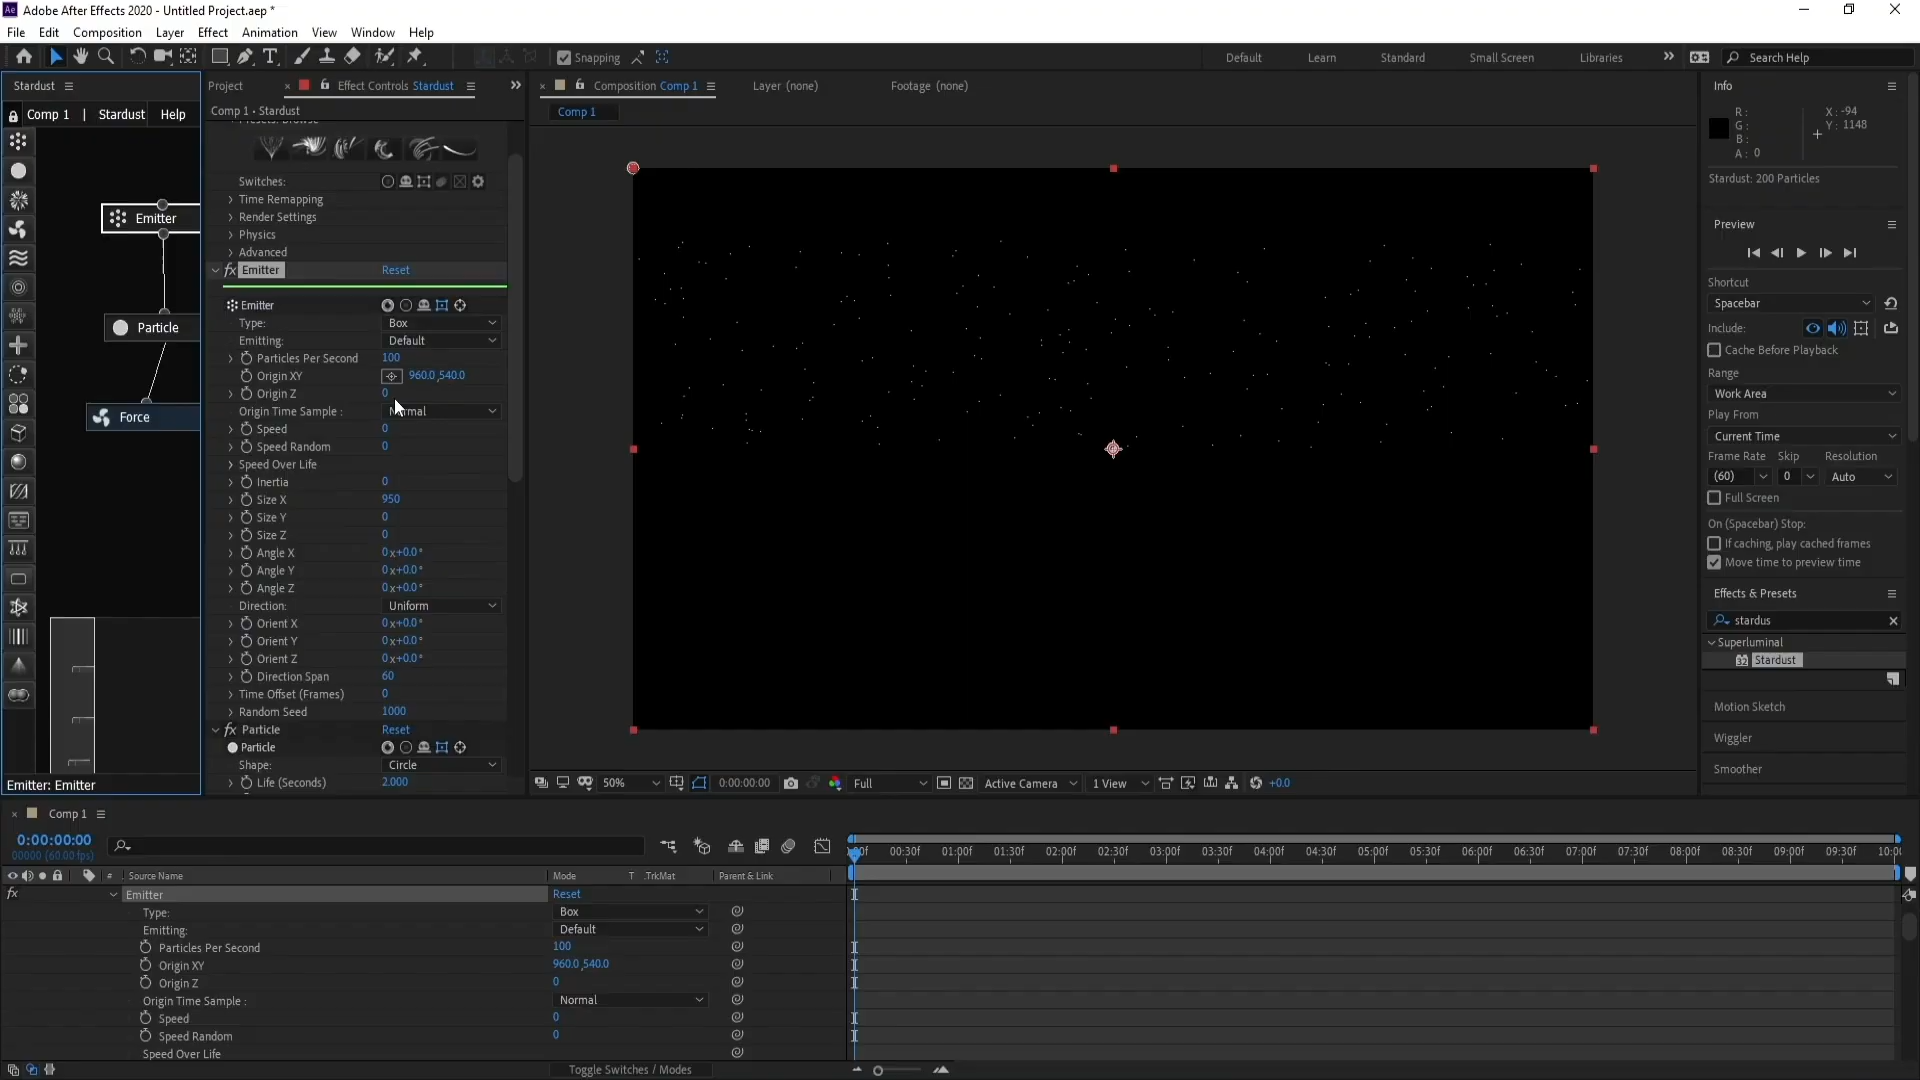 Adobe After Effects 2020 - Untitled Project.aep *
File Edit Composition Layer Effect Animation View Window Help
Snapping
Default Learn Standard Small Screen Libraries
Search Help
Stardust
Comp 1 | Stardust Help
Emitter
Particle
Force
Emitter: Emitter
Project Effect Controls Stardust
Comp 1 • Stardust
Presets: Browse
Switches:
Time Remapping
Render Settings
Physics
Advanced
fx Emitter Reset
Emitter
Type: Box
Emitting: Default
Particles Per Second 100
Origin XY 960.0,540.0
Origin Z 0
Origin Time Sample : Normal
Speed 0
Speed Random 0
Speed Over Life
Inertia 0
Size X 950
Size Y 0
Size Z 0
Angle X 0x+0.0°
Angle Y 0x+0.0°
Angle Z 0x+0.0°
Direction: Uniform
Orient X 0x+0.0°
Orient Y 0x+0.0°
Orient Z 0x+0.0°
Direction Span 60
Time Offset (Frames) 0
Random Seed 1000
fx Particle Reset
Particle
Shape: Circle
Life (Seconds) 2.000
Composition Comp 1 Layer (none) Footage (none)
Comp 1
50% 0:00:00:00 Full Active Camera 1 View +0.0
Info
R :
G :
B :
A : 0
X : -94
Y : 1148
Stardust: 200 Particles
Preview
Shortcut
Spacebar
Include:
Cache Before Playback
Range
Work Area
Play From
Current Time
Frame Rate Skip Resolution
(60) 0 Auto
Full Screen
On (Spacebar) Stop:
If caching, play cached frames
Move time to preview time
Effects & Presets
stardus
Superluminal
32 Stardust
Motion Sketch
Wiggler
Smoother
Comp 1
0:00:00:00
00000 (60.00 fps)
00:30f 01:00f 01:30f 02:00f 02:30f 03:00f 03:30f 04:00f 04:30f 05:00f 05:30f 06:00f 06:30f 07:00f 07:30f 08:00f 08:30f 09:00f 09:30f 10:0
# Source Name Mode T .TrkMat Parent & Link
fx Emitter Reset
Type: Box
Emitting: Default
Particles Per Second 100
Origin XY 960.0,540.0
Origin Z 0
Origin Time Sample : Normal
Speed 0
Speed Random 0
Speed Over Life
Toggle Switches / Modes